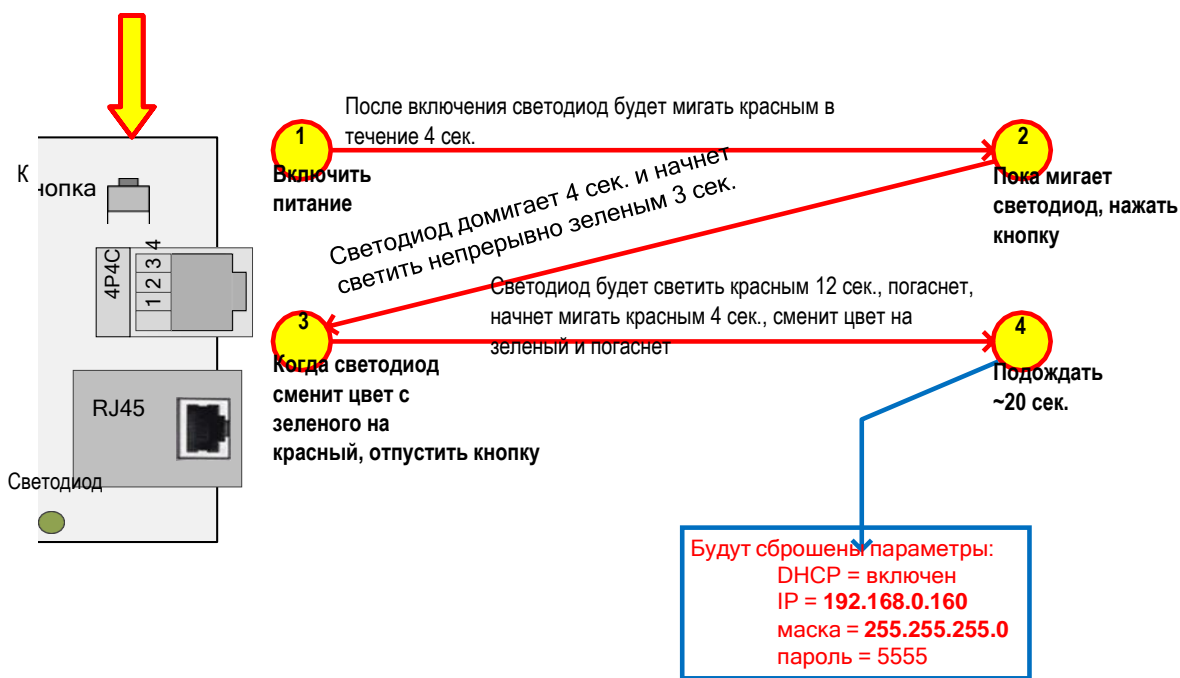 После включения светодиод будет мигать красным в
течение 4 сек.
1
Включить
питание
2
Пока мигает
светодиод, нажать
кнопку
Светодиод домигает 4 сек. и начнет
светить непрерывно зеленым 3 сек.
К
нопка
4P4C
1 2 3 4
Светодиод будет светить красным 12 сек., погаснет,
начнет мигать красным 4 сек., сменит цвет на
зеленый и погаснет
3
Когда светодиод
сменит цвет с
зеленого на
красный, отпустить кнопку
4
Подождать
~20 сек.
RJ45
Светодиод
Будут сброшены параметры:
DHCP = включен
IP = 192.168.0.160
маска = 255.255.255.0
пароль = 5555